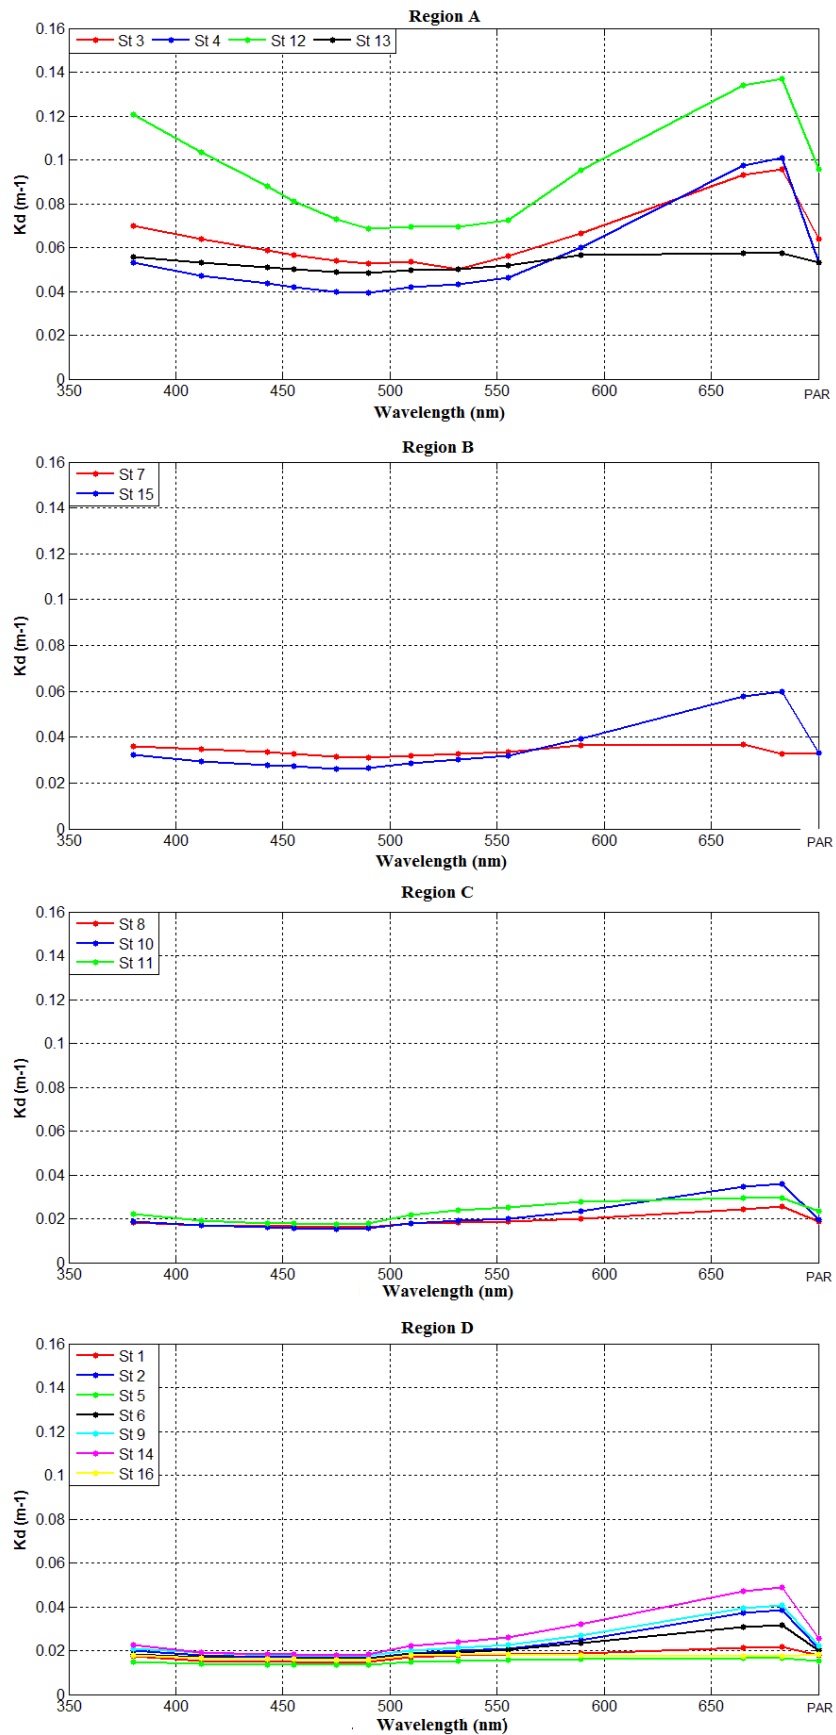 Region A
St 3 St 4 St 12 St 13
0.16
0.14
0.12
0.1
0.08
0.06
0.04
0.02
0
Kd (m-1)
350 400 450 500 550 600 650 PAR
Wavelength (nm)
Region B
St 7
St 15
0.16
0.14
0.12
0.1
0.08
0.06
0.04
0.02
0
Kd (m-1)
350 400 450 500 550 600 650 PAR
Wavelength (nm)
Region C
St 8
St 10
St 11
0.16
0.14
0.12
0.1
0.08
0.06
0.04
0.02
0
Kd (m-1)
350 400 450 500 550 600 650 PAR
Wavelength (nm)
Region D
St 1
St 2
St 5
St 6
St 9
St 14
St 16
0.16
0.14
0.12
0.1
0.08
0.06
0.04
0.02
0
Kd (m-1)
350 400 450 500 550 600 650 PAR
Wavelength (nm)